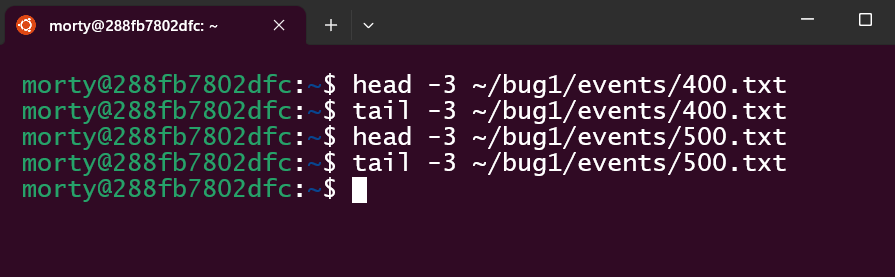 morty@288fb7802dfc: ~
morty@288fb7802dfc:~$ head -3 ~/bug1/events/400.txt
morty@288fb7802dfc:~$ tail -3 ~/bug1/events/400.txt
morty@288fb7802dfc:~$ head -3 ~/bug1/events/500.txt
morty@288fb7802dfc:~$ tail -3 ~/bug1/events/500.txt
morty@288fb7802dfc:~$